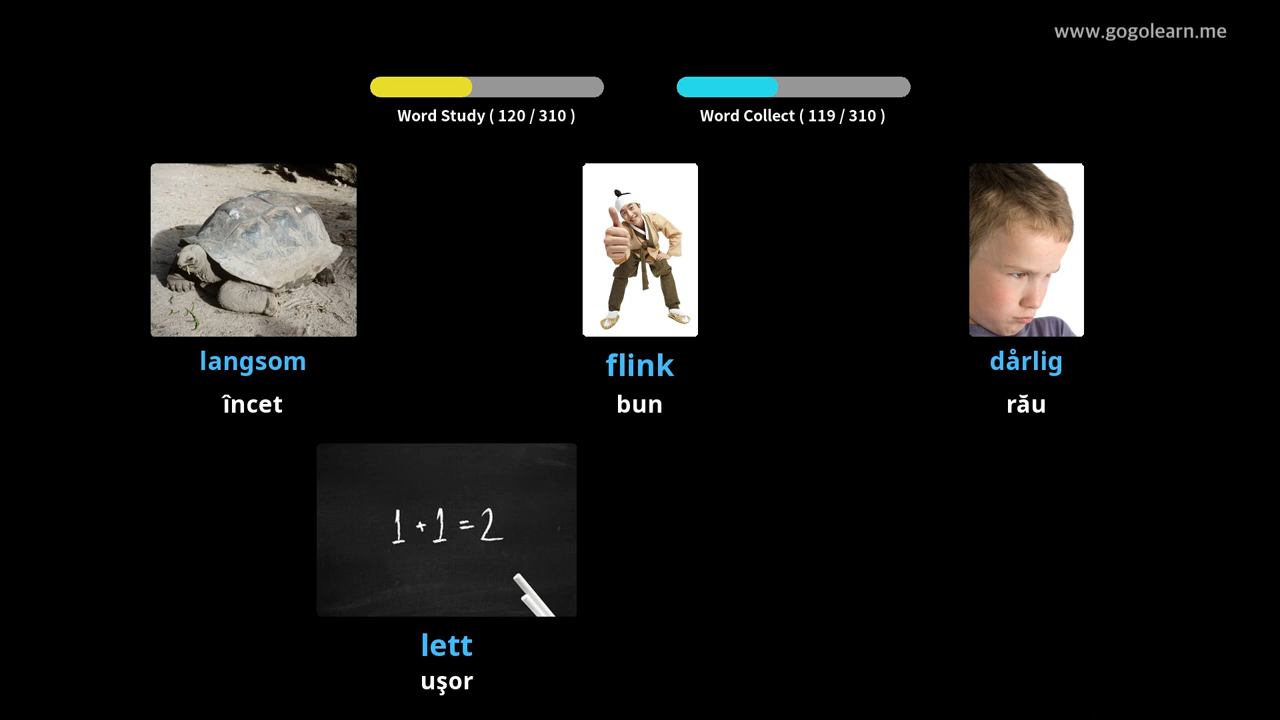 www.gogolearn.me
Word Study ( 120 / 310 )
Word Collect ( 119 / 310 )
langsom
flink
dårlig
încet
bun
rău
1 + 1 = 2
lett
uşor